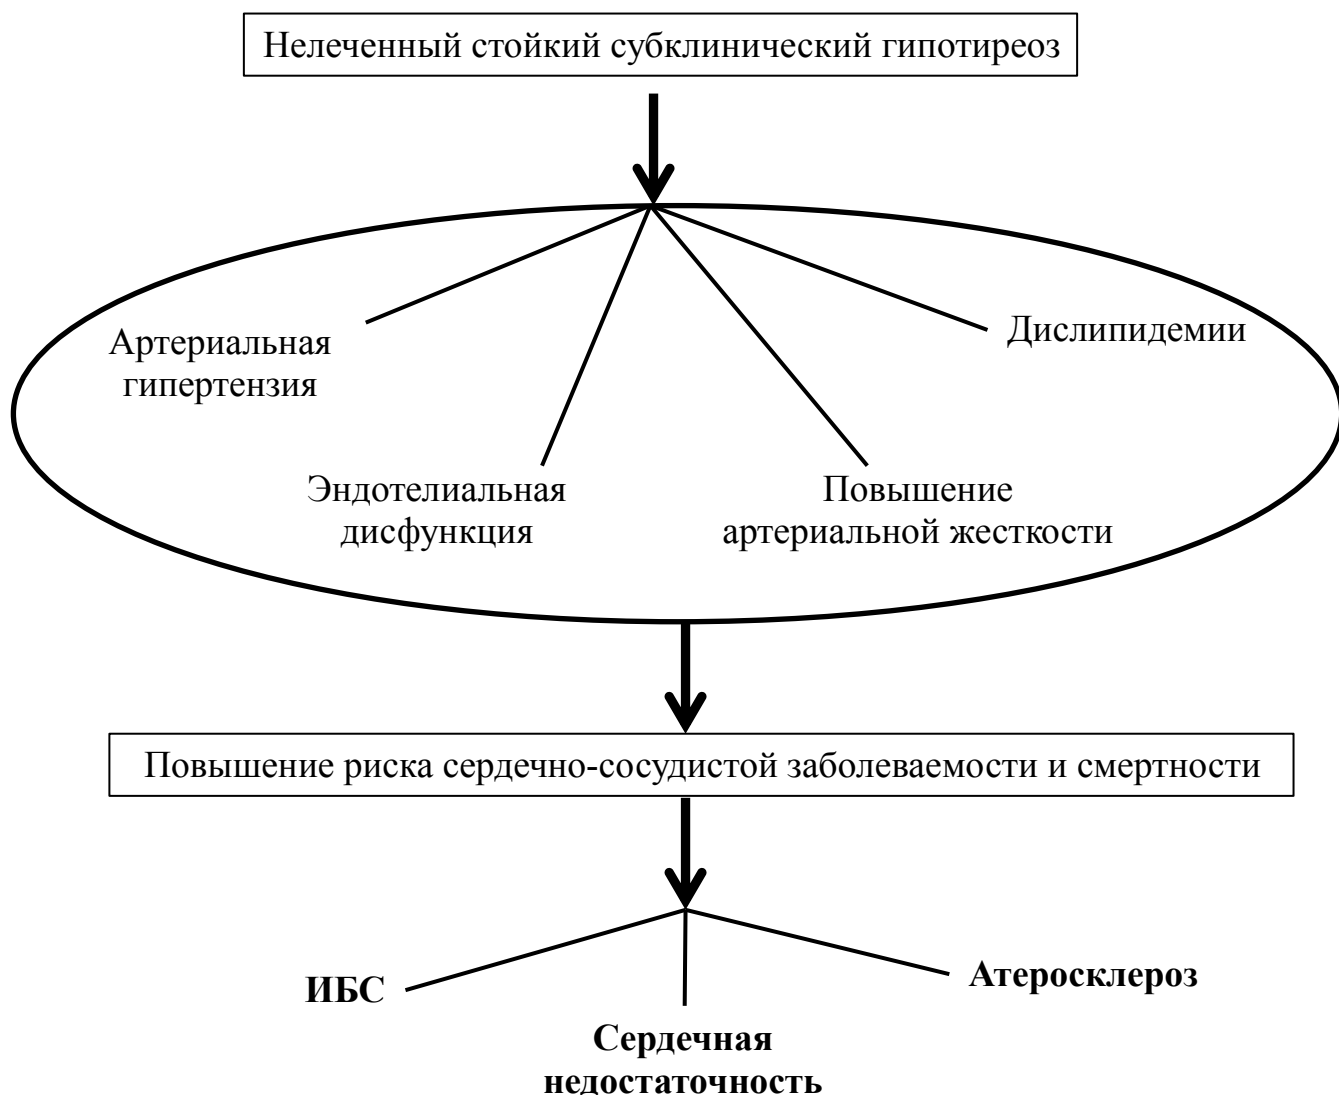 Нелеченный стойкий субклинический гипотиреоз
Артериальная
гипертензия
Дислипидемии
Эндотелиальная
дисфункция
Повышение
артериальной жесткости
Повышение риска сердечно-сосудистой заболеваемости и смертности
ИБС
Сердечная
недостаточность
Атеросклероз